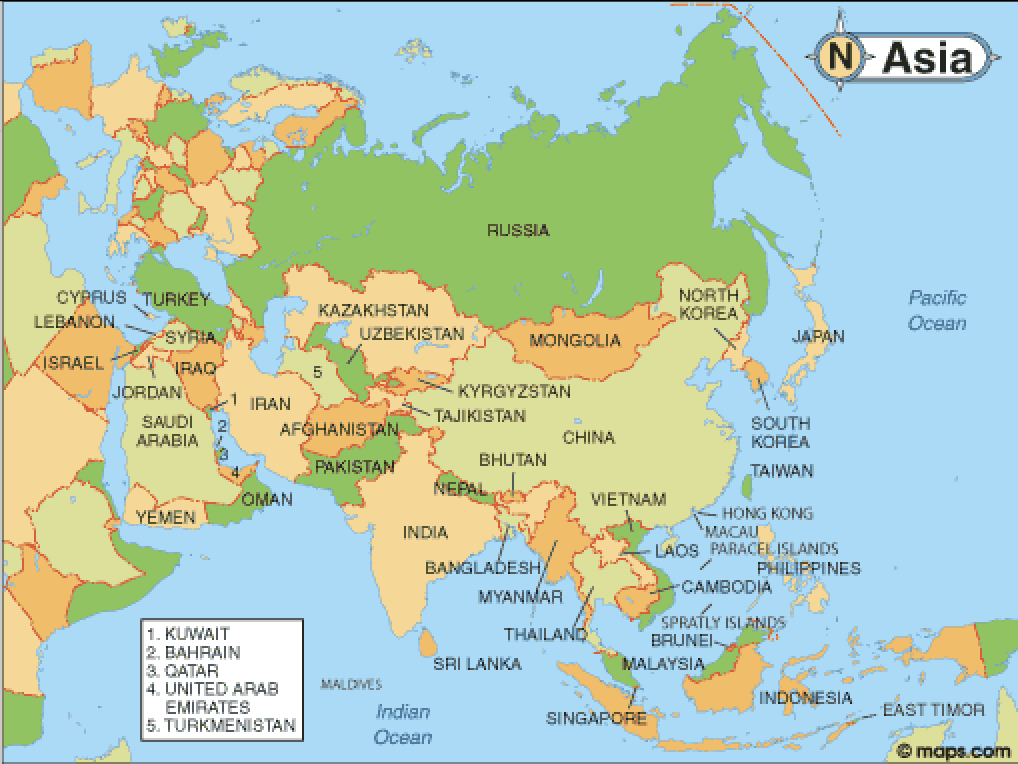 N Asia
RUSSIA
Pacific
Ocean
CYPRUS
TURKEY
LEBANON
SYRIA
ISRAEL
IRAQ
JORDAN
SAUDI
ARABIA
IRAN
1
2
3
4
5
KAZAKHSTAN
UZBEKISTAN
MONGOLIA
NORTH
KOREA
JAPAN
KYRGYZSTAN
TAJIKISTAN
AFGHANISTAN
PAKISTAN
CHINA
SOUTH
KOREA
TAIWAN
OMAN
YEMEN
NEPAL
BHUTAN
INDIA
VIETNAM
HONG KONG
MACAU
LAOS
PARACEL ISLANDS
PHILIPPINES
BANGLADESH
MYANMAR
CAMBODIA
THAILAND
SPRATLY ISLANDS
BRUNEI
MALAYSIA
SRI LANKA
MALDIVES
SINGAPORE
INDONESIA
EAST TIMOR
Indian
Ocean
1. KUWAIT
2. BAHRAIN
3. QATAR
4. UNITED ARAB
EMIRATES
5. TURKMENISTAN
© maps.com